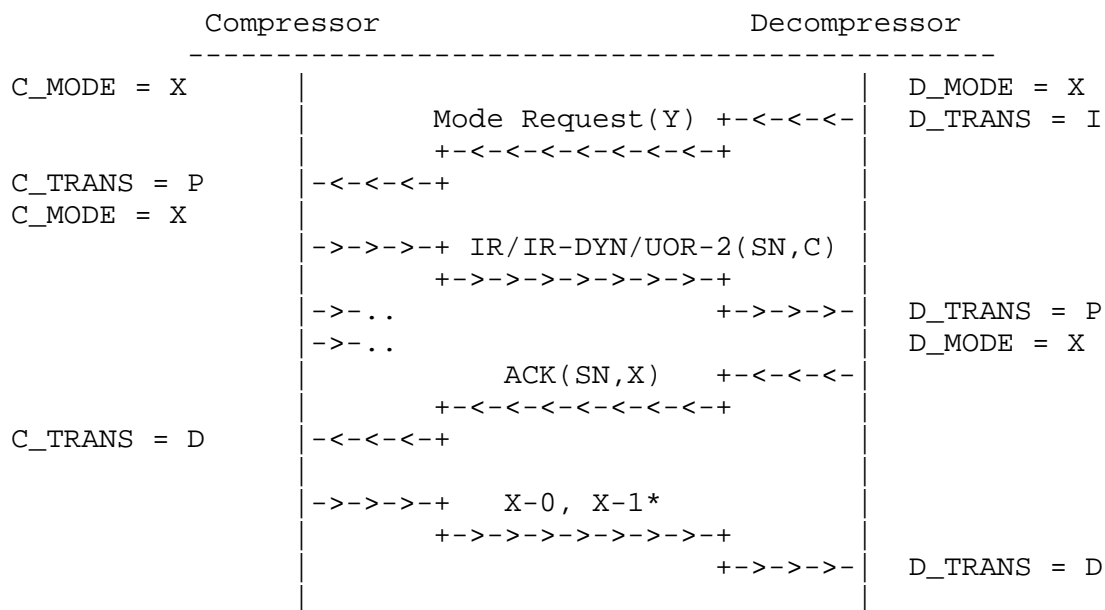 Compressor                     Decompressor
           ----------------------------------------------
C_MODE = X       |                                |  D_MODE = X
                 |       Mode Request(Y) +-<-<-<-|  D_TRANS = I
                 |       +-<-<-<-<-<-<-<-+       |
C_TRANS = P      |-<-<-<-+                       |
C_MODE = X       |                               |
                 |->->->-+ IR/IR-DYN/UOR-2(SN,C) |
                 |       +->->->->->->->-+       |
                 |->-..                  +->->->-|  D_TRANS = P
                 |->-..                          |  D_MODE = X
                 |           ACK(SN,X)   +-<-<-<-|
                 |       +-<-<-<-<-<-<-<-+       |
C_TRANS = D      |-<-<-<-+                       |
                 |                               |
                 |->->->-+   X-0, X-1*           |
                 |       +->->->->->->->-+       |
                 |                       +->->->-|  D_TRANS = D
                 |                               |